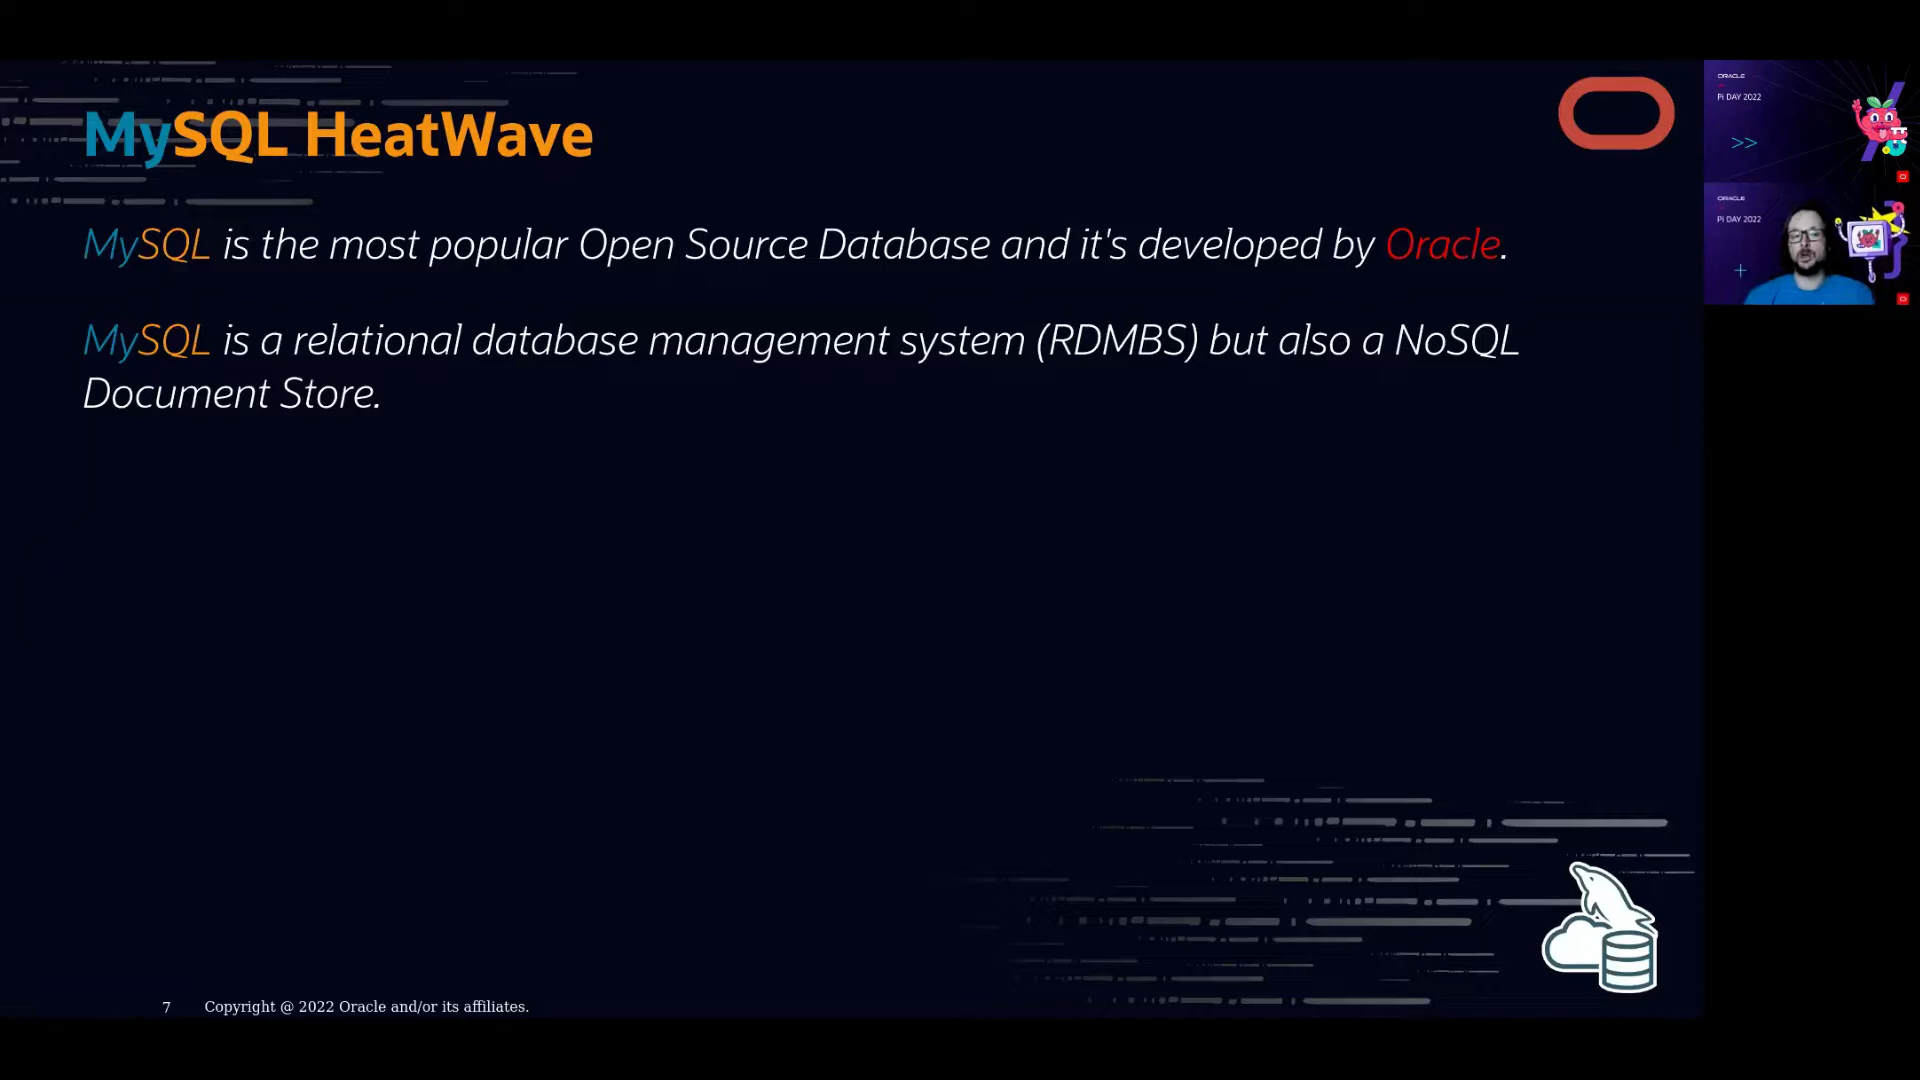 MySQL HeatWave
MySQL is the most popular Open Source Database and it's developed by Oracle.
MySQL is a relational database management system (RDMBS) but also a NoSQL
Document Store.
7 Copyright @ 2022 Oracle and/or its affiliates.
ORACLE
Pi DAY 2022
>>
ORACLE
Pi DAY 2022
+